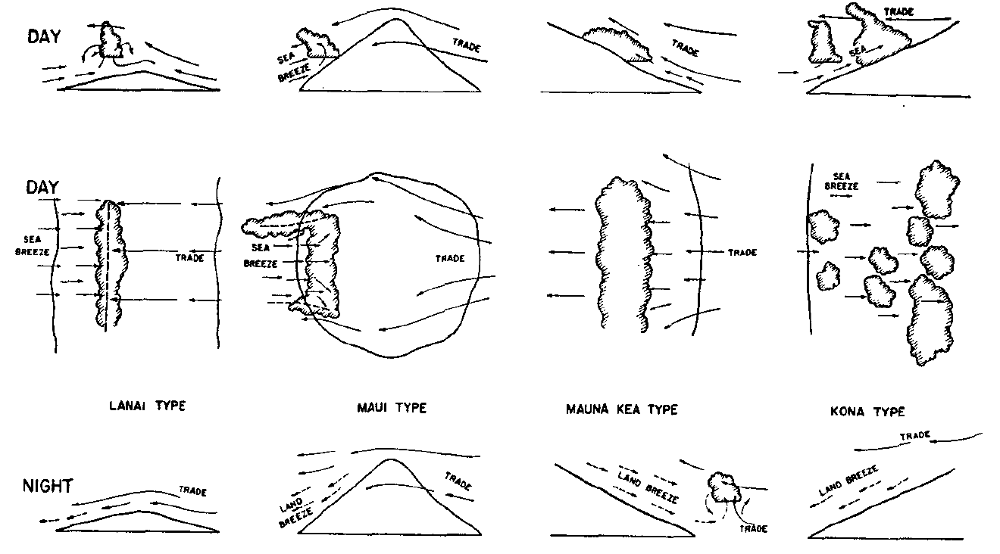 DAY
SEA
BREEZE
TRADE
TRADE
TRADE
SEA
DAY
SEA
BREEZE
TRADE
SEA
BREEZE
TRADE
TRADE
SEA
BREEZE
LANAI TYPE
MAUI TYPE
MAUNA KEA TYPE
KONA TYPE
NIGHT
TRADE
LAND
BREEZE
TRADE
LAND BREEZE
TRADE
TRADE
LAND BREEZE